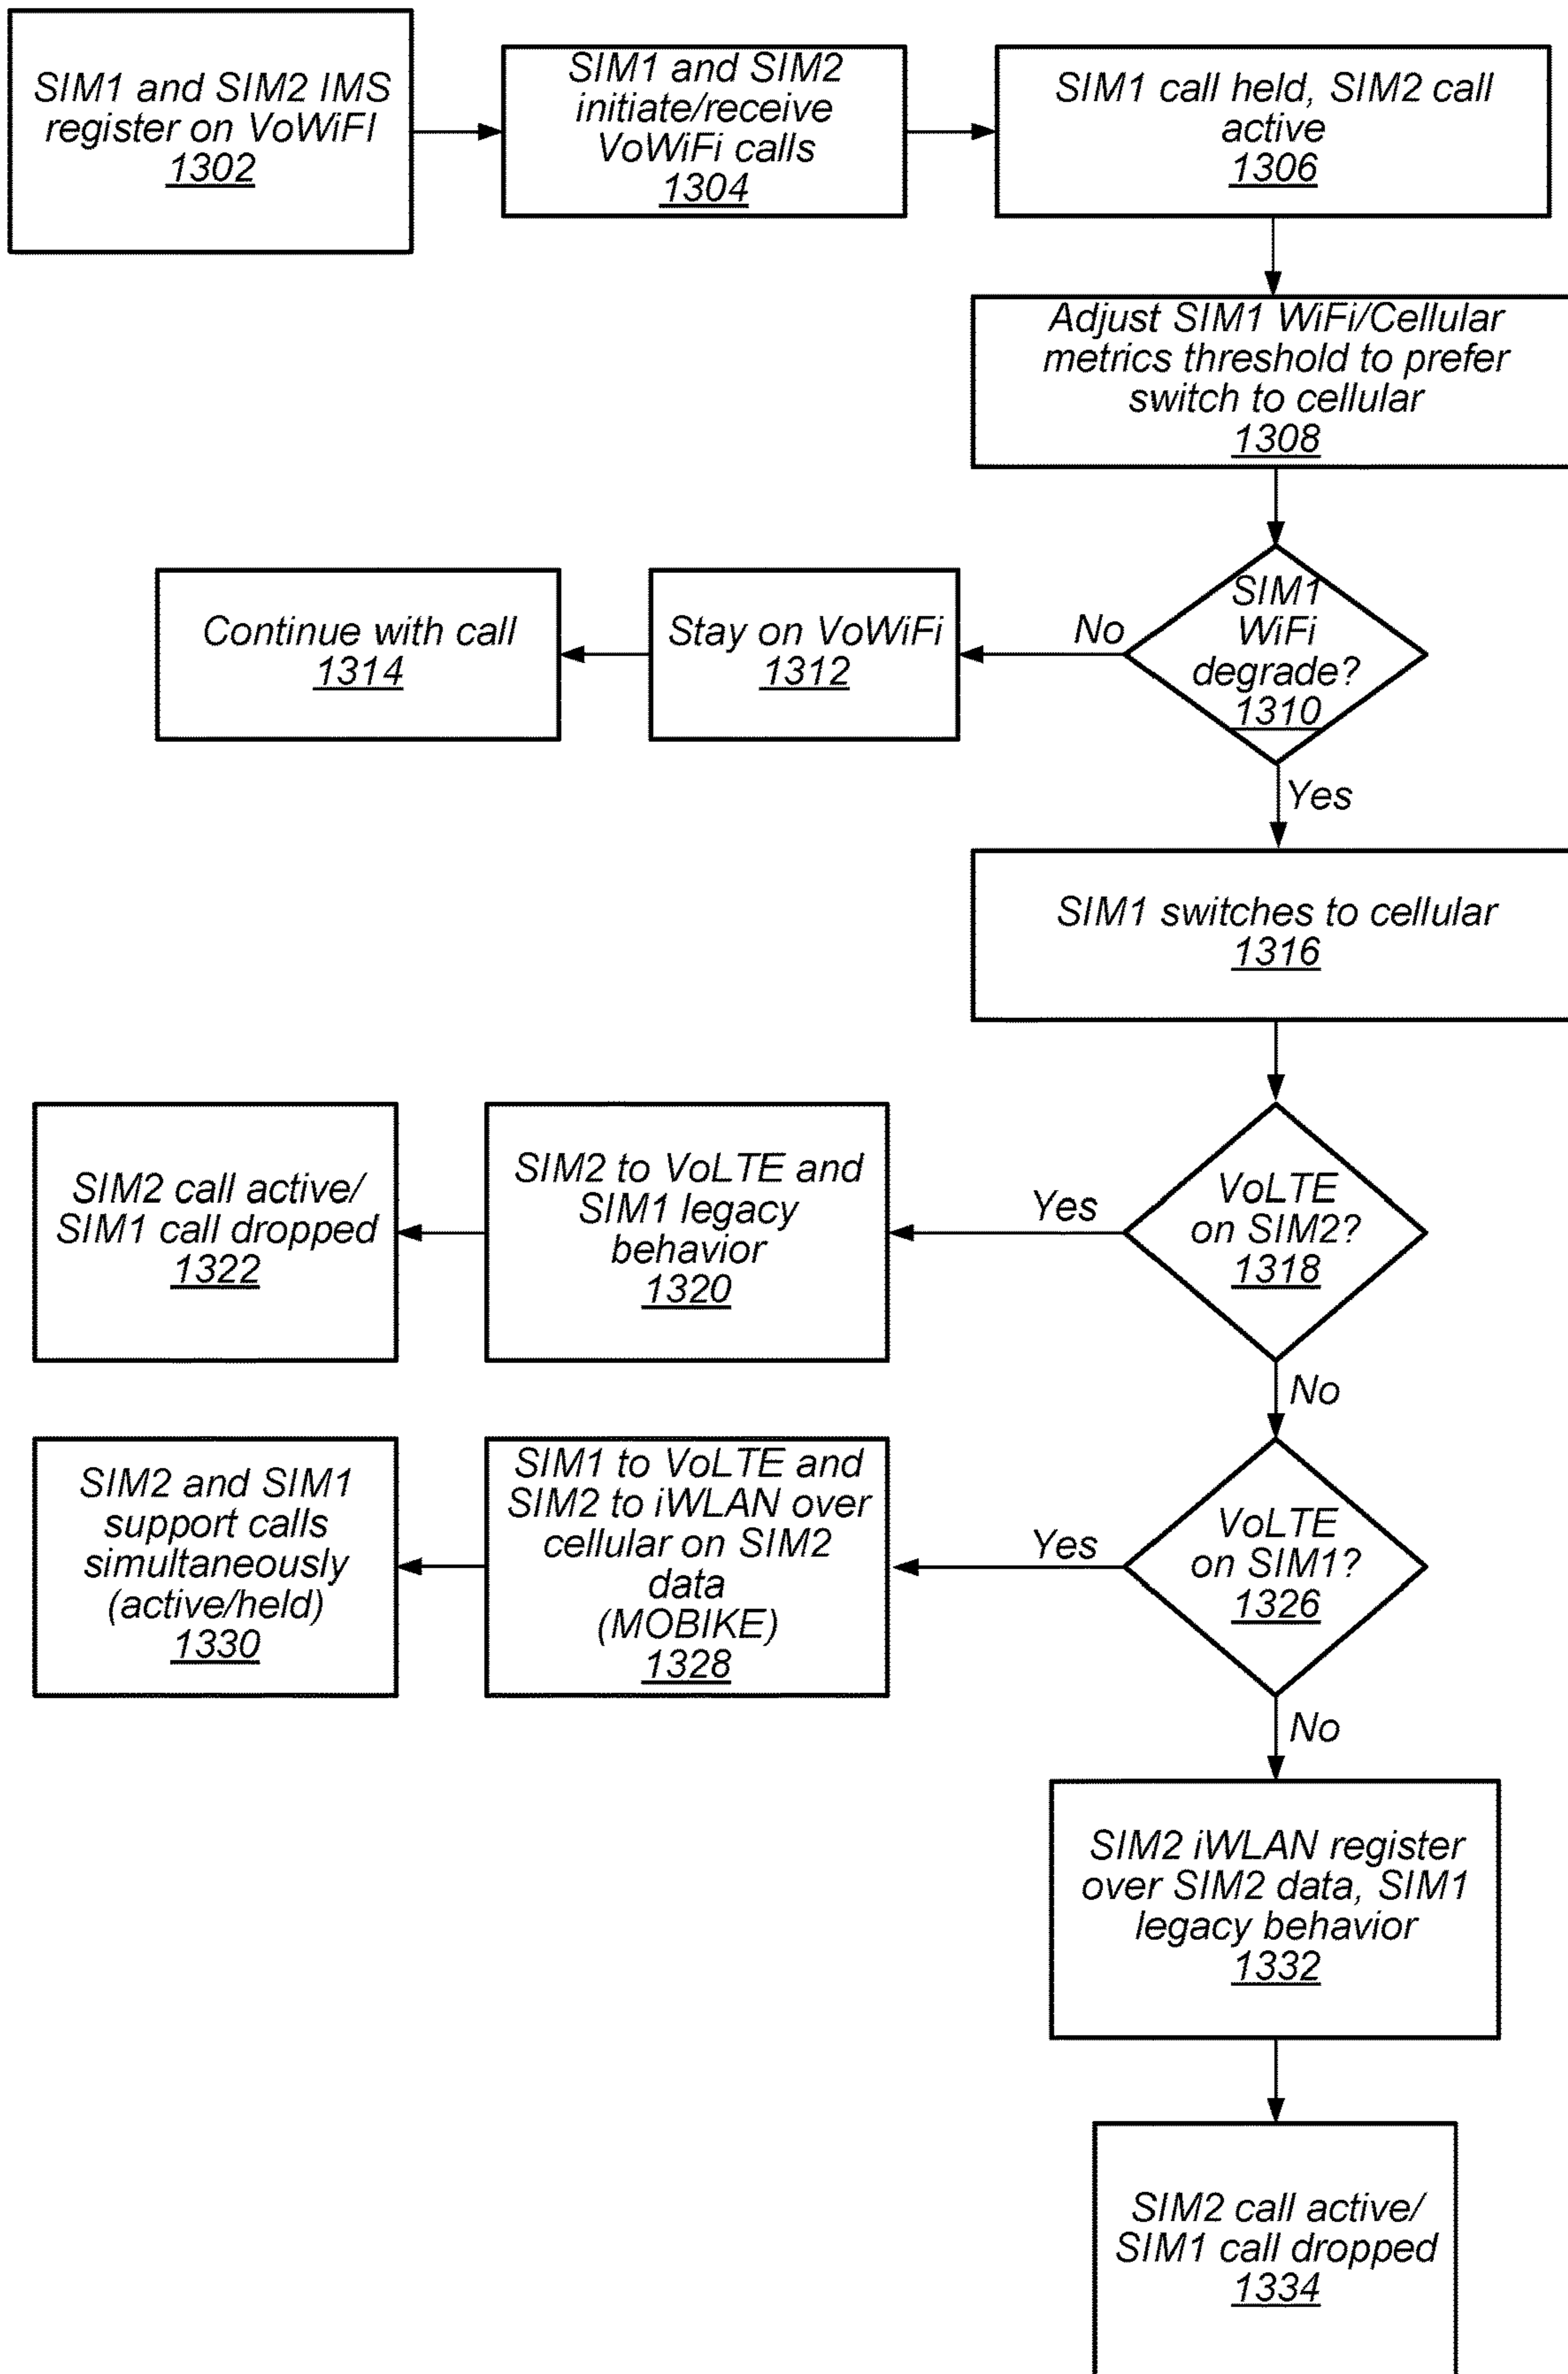 SIM1 and SIM2 IMS
register on VoWiFI
1302
SIM1 and SIM2
initiate/receive
VoWiFi calls
1304
SIM1 call held, SIM2 call
active
1306
Adjust SIM1 WiFi/Cellular
metrics threshold to prefer
switch to cellular
1308
SIM1
WiFi
degrade?
1310
No
Stay on VoWiFi
1312
Continue with call
1314
Yes
SIM1 switches to cellular
1316
VoLTE
on SIM2?
1318
Yes
SIM2 to VoLTE and
SIM1 legacy
behavior
1320
SIM2 call active/
SIM1 call dropped
1322
No
VoLTE
on SIM1?
1326
Yes
SIM1 to VoLTE and
SIM2 to iWLAN over
cellular on SIM2
data
(MOBIKE)
1328
SIM2 and SIM1
support calls
simultaneously
(active/held)
1330
No
SIM2 iWLAN register
over SIM2 data, SIM1
legacy behavior
1332
SIM2 call active/
SIM1 call dropped
1334